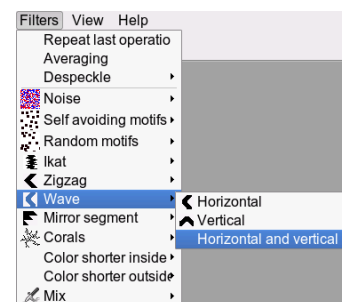 Filters View Help
Repeat last operatio
Averaging
Despeckle
Noise
Self avoiding motifs
Random motifs
Ikat
Zigzag
Wave
Horizontal
Mirror segment
Vertical
Corals
Horizontal and vertical
Color shorter inside
Color shorter outside
Mix